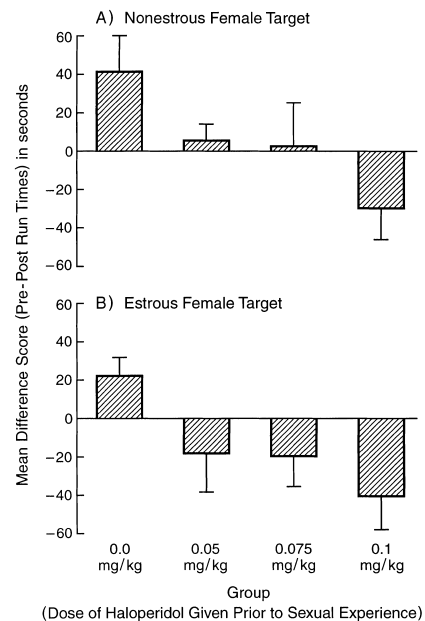 A) Nonestrous Female Target
60
40
20
0
−20
−40
−60
B) Estrous Female Target
60
40
20
0
−20
−40
−60
Mean Difference Score (Pre-Post Run Times) in seconds
0.0 0.05 0.075 0.1
mg/kg mg/kg mg/kg mg/kg
Group
(Dose of Haloperidol Given Prior to Sexual Experience)